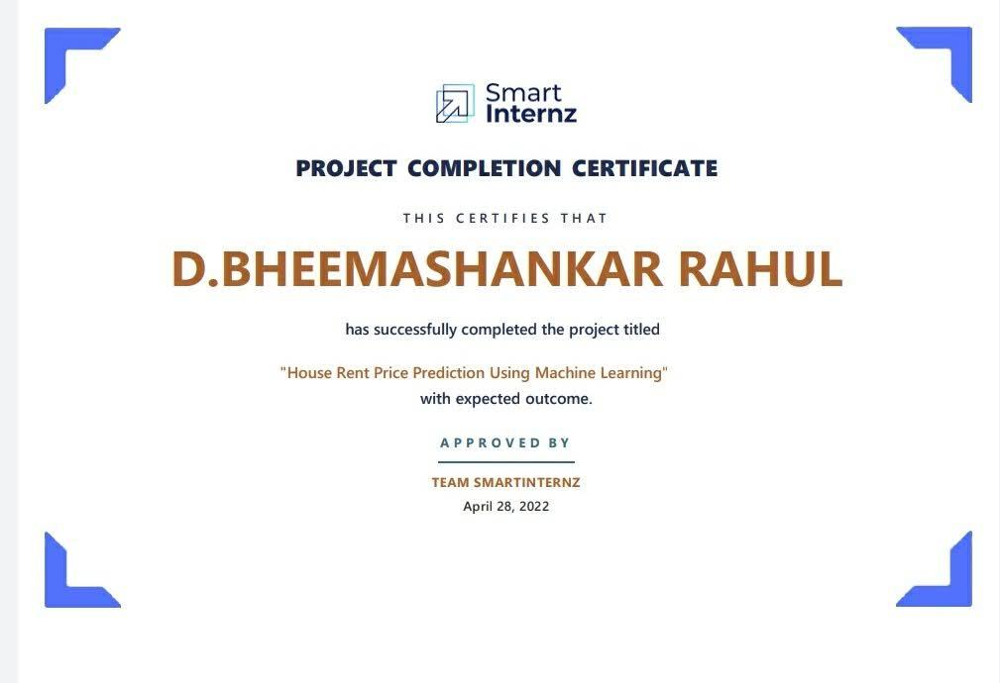 Smart
Internz
PROJECT COMPLETION CERTIFICATE
THIS CERTIFIES THAT
D.BHEEMASHANKAR RAHUL
has successfully completed the project titled
"House Rent Price Prediction Using Machine Learning"
with expected outcome.
APPROVED BY
TEAM SMARTINTERNZ
April 28, 2022